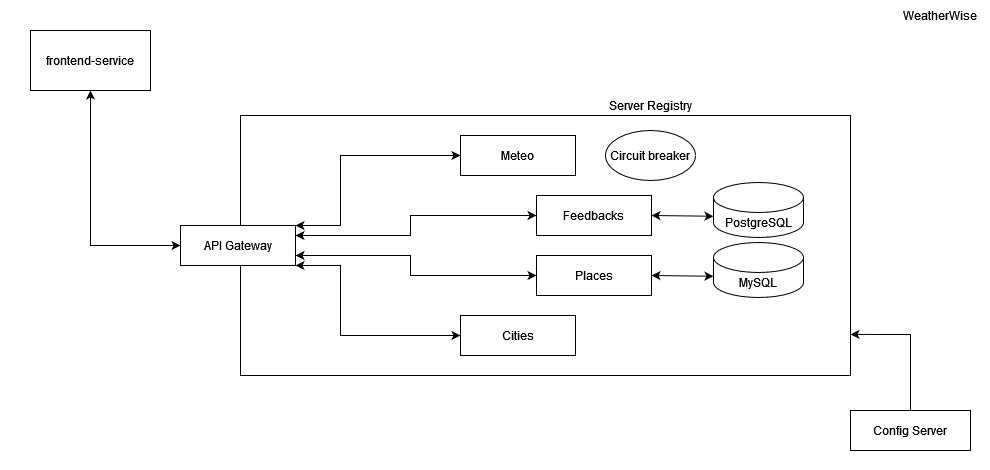 WeatherWise
frontend-service
Server Registry
Meteo
Circuit breaker
Feedbacks
PostgreSQL
API Gateway
Places
MySQL
Cities
Config Server